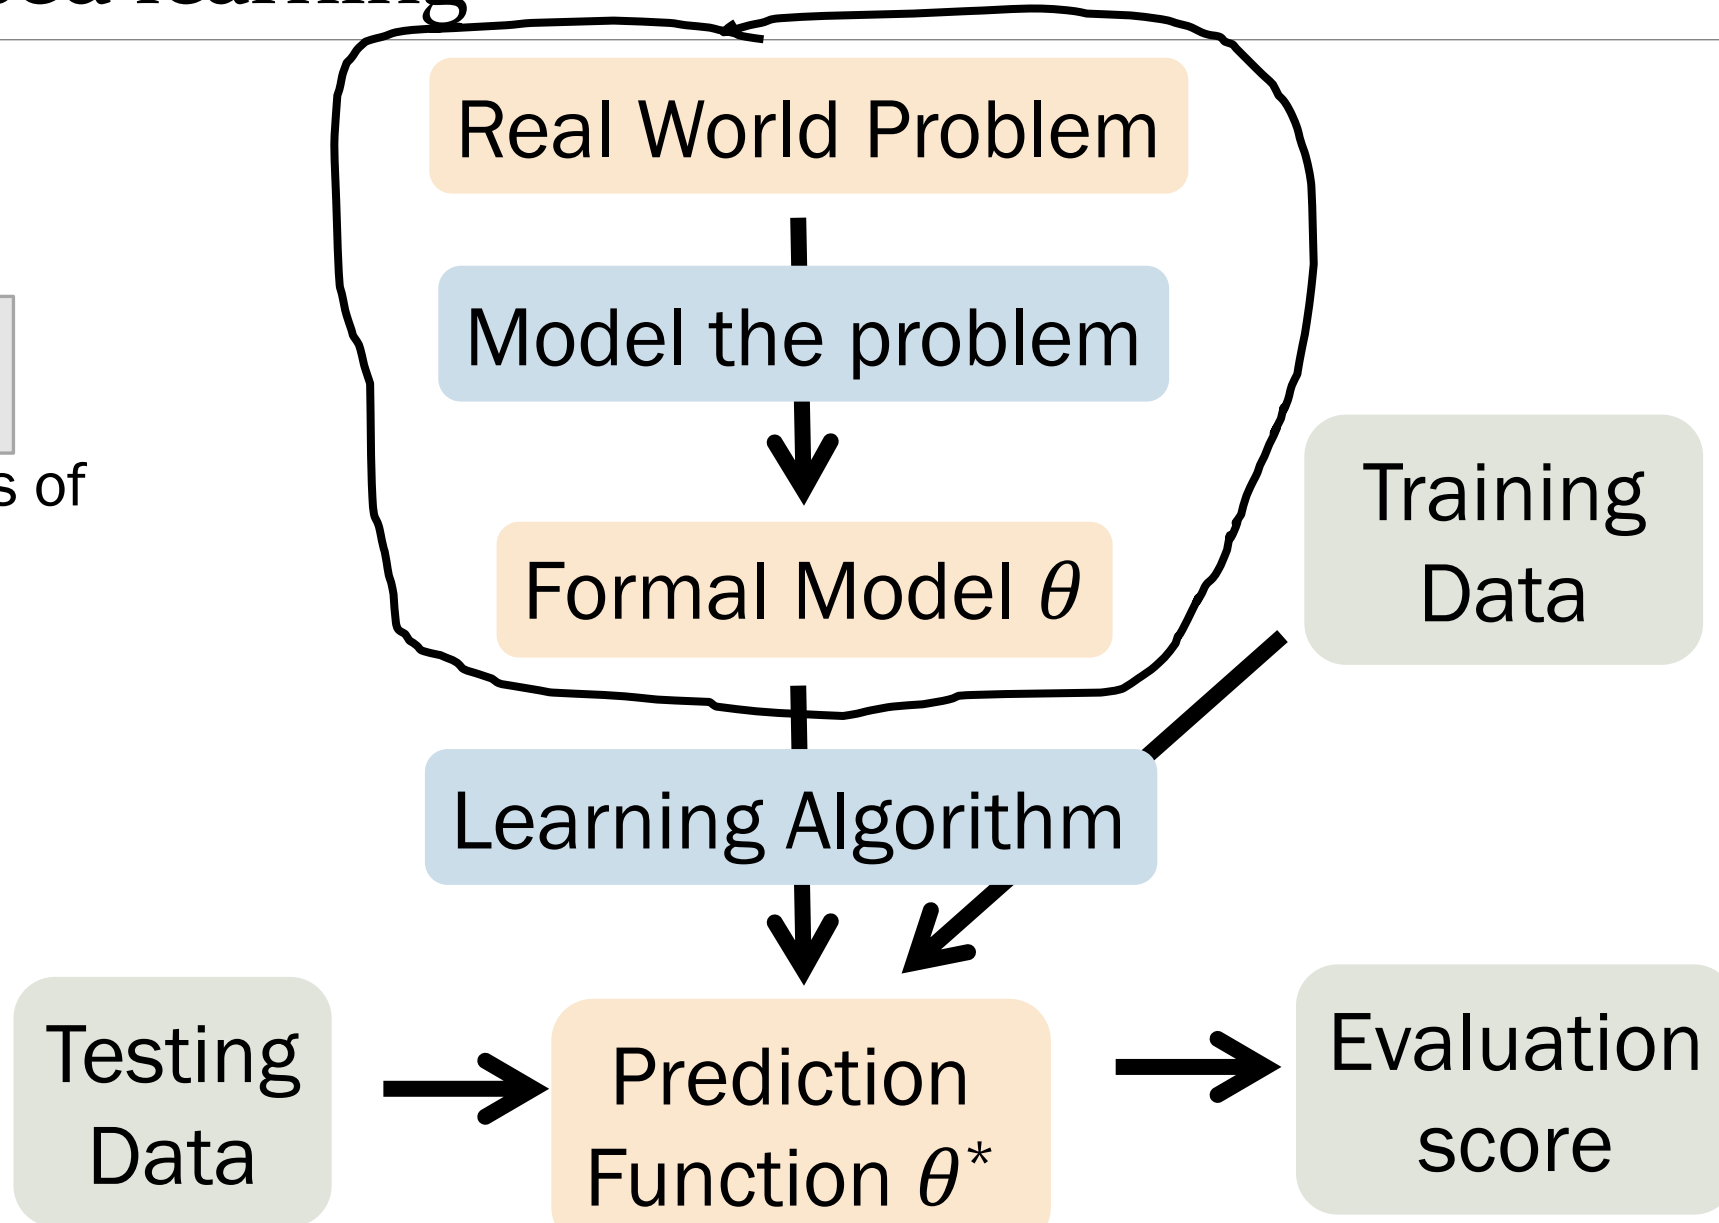 learning
Real World Problem
Model the problem
s of
Training
Data
Formal Model θ
Learning Algorithm
Testing
Data
Prediction
Function θ*
Evaluation
score